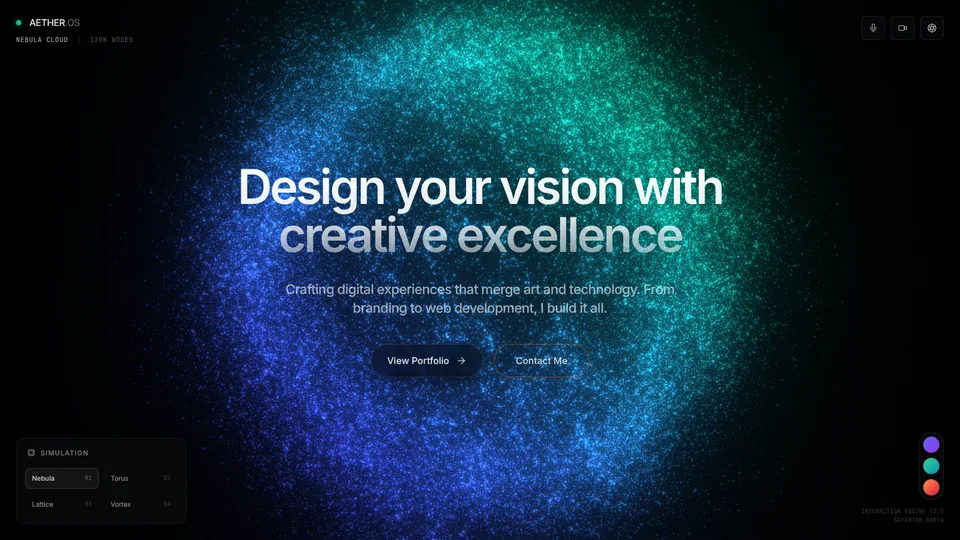 AETHER.OS
NEBULA CLOUD 120K NODES
Design your vision with
creative excellence
Crafting digital experiences that merge art and technology. From
branding to web development, I build it all.
View Portfolio →
Contact Me
SIMULATION
Nebula 01
Torus 02
Lattice 03
Vortex 04
INTERACTION ENGINE V2.0
SAYANTEN BARIK